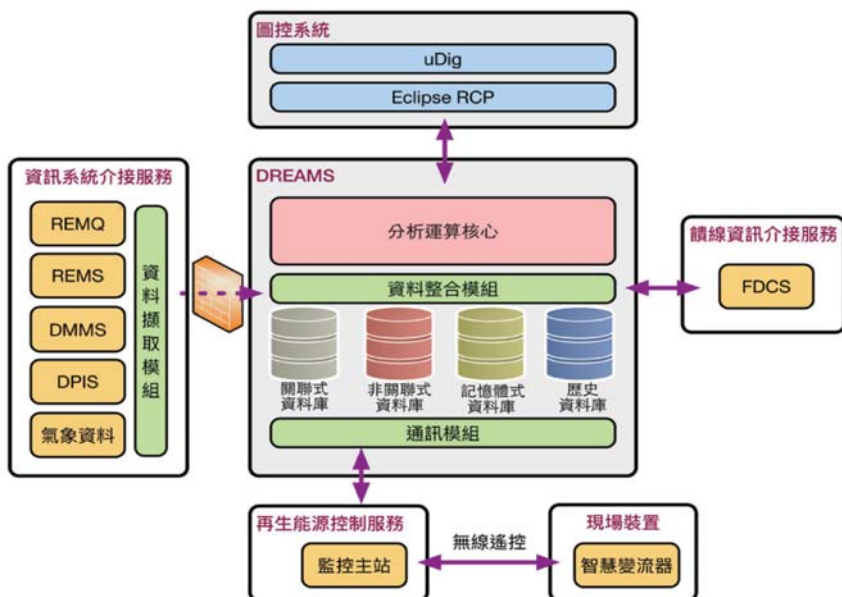 圖控系統
uDig
Eclipse RCP
資訊系統介接服務
REMQ
REMS
DMMS
DPIS
氣象資料
資料擷取模組
DREAMS
分析運算核心
資料整合模組
關聯式
資料庫
非關聯式
資料庫
記憶體式
資料庫
歷史
資料庫
通訊模組
饋線資訊介接服務
FDCS
再生能源控制服務
監控主站
無線遙控
現場裝置
智慧變流器